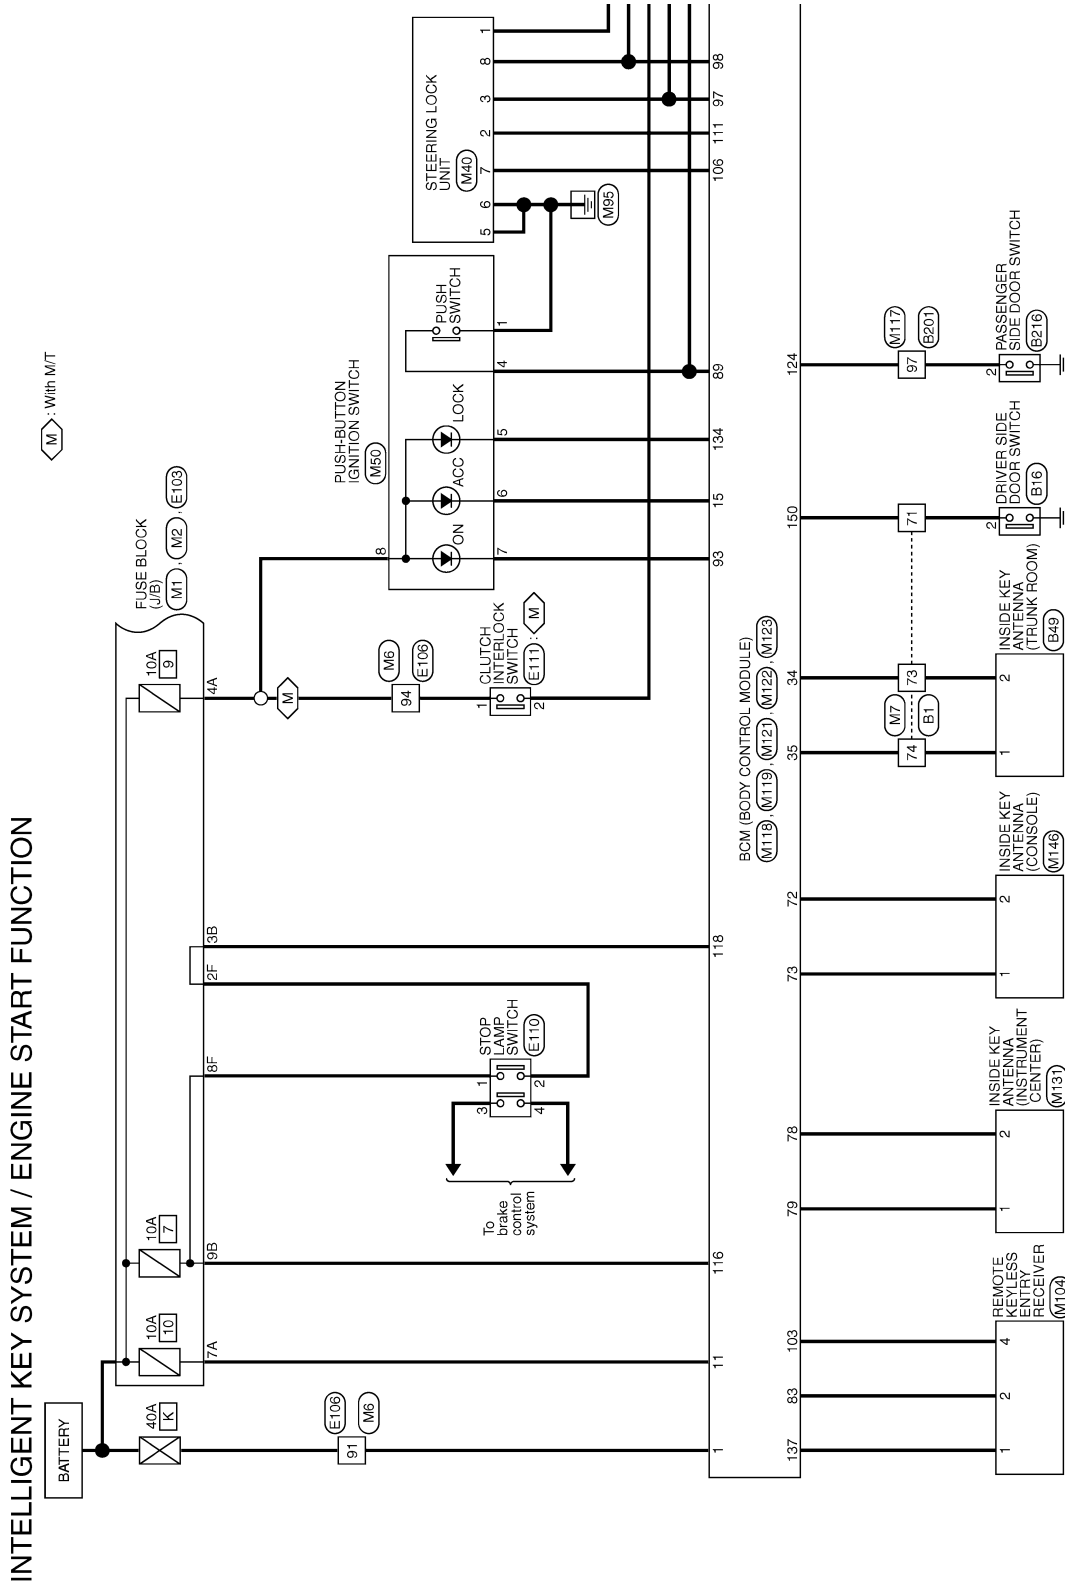 INTELLIGENT KEY SYSTEM / ENGINE START FUNCTION
M : With M/T
BATTERY
40A
K
10A
10
10A
7
10A
9
FUSE BLOCK
(J/B)
M1 , M2 , E103
7A
9B
8F
2F
3B
4A
M
E106
M6
91
STOP
LAMP
SWITCH
E110
1
3
2
4
To
brake
control
system
M6
E106
94
CLUTCH
INTERLOCK
SWITCH
E111 : M
1
2
PUSH-BUTTON
IGNITION SWITCH
M50
8
ON
ACC
LOCK
PUSH
SWITCH
7
6
5
4
1
STEERING LOCK
UNIT
M40
5
6
7
2
3
8
1
M95
1
11
116
118
93
15
134
89
106
111
97
98
BCM (BODY CONTROL MODULE)
M118 , M119 , M121 , M122 , M123
137
83
103
79
78
73
72
35
34
150
124
M7
B1
74
73
71
M117
B201
97
1
2
4
REMOTE
KEYLESS
ENTRY
RECEIVER
M104
1
2
INSIDE KEY
ANTENNA
(INSTRUMENT
CENTER)
M131
1
2
INSIDE KEY
ANTENNA
(CONSOLE)
M146
1
2
INSIDE KEY
ANTENNA
(TRUNK ROOM)
B49
2
DRIVER SIDE
DOOR SWITCH
B16
2
PASSENGER
SIDE DOOR SWITCH
B216